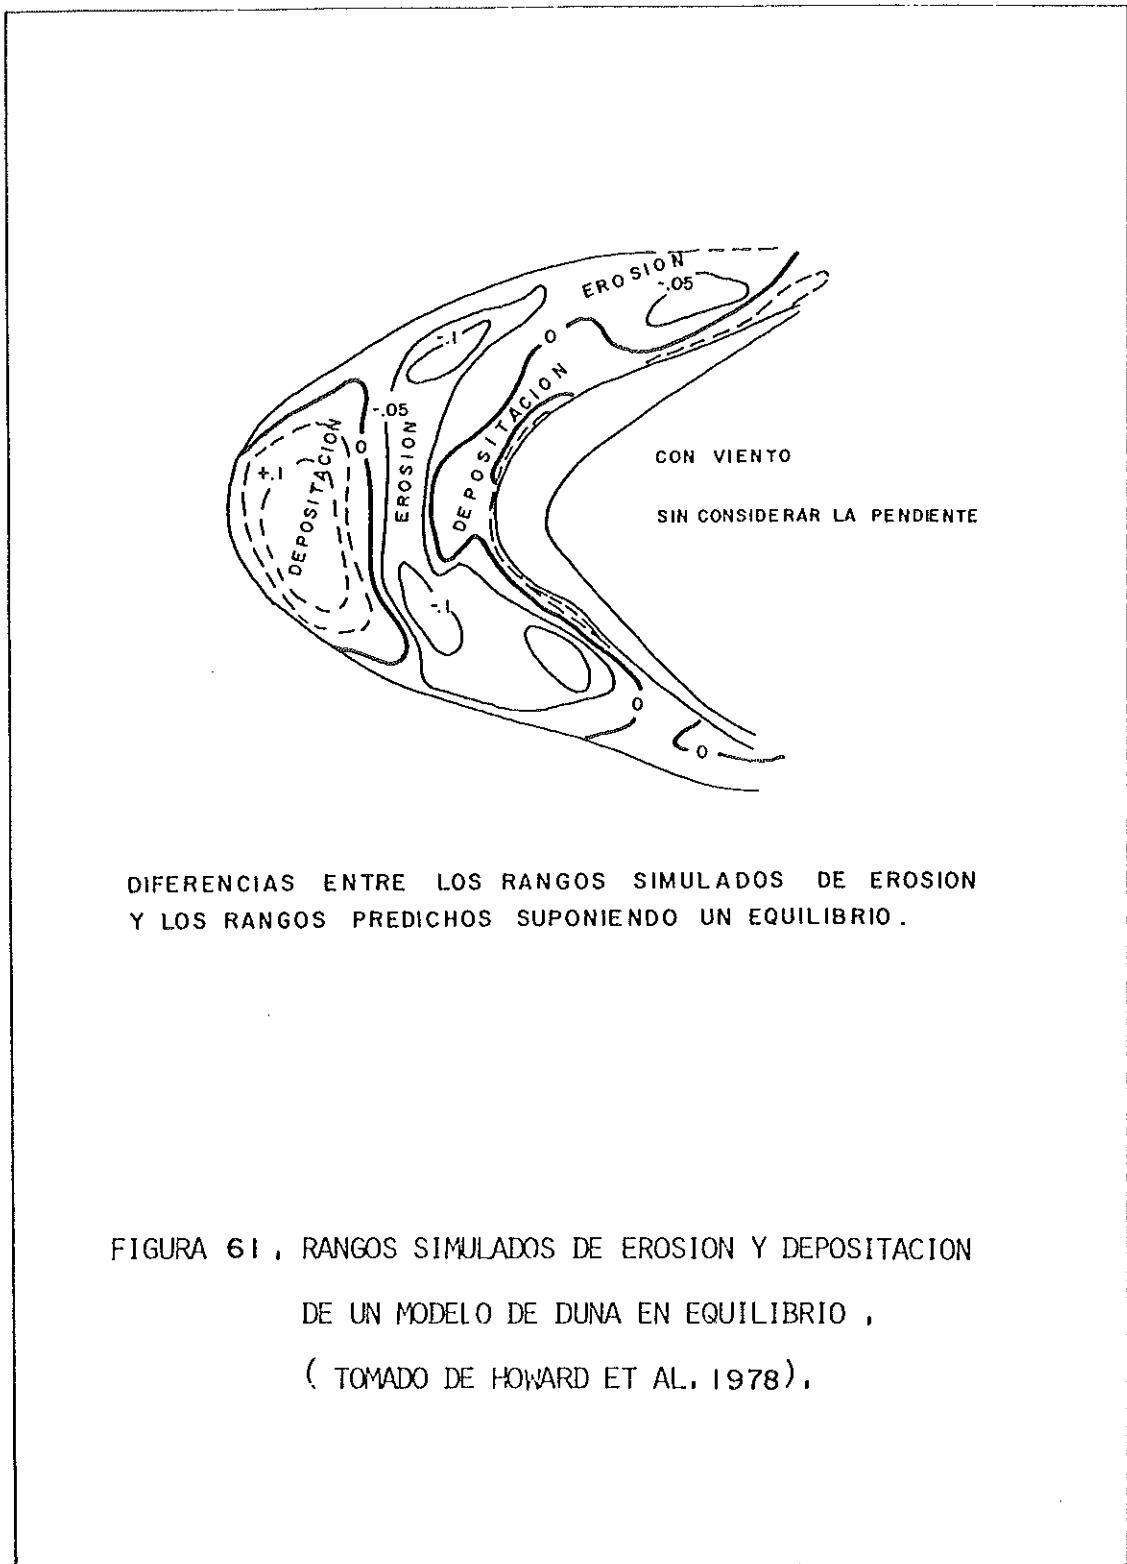 EROSION
-.05
-.1
0
DEPOSITACION
-.05
0
EROSION
+.1
DEPOSITACION
-.1
0
0
CON VIENTO
SIN CONSIDERAR LA PENDIENTE
DIFERENCIAS ENTRE LOS RANGOS SIMULADOS DE EROSION
Y LOS RANGOS PREDICHOS SUPONIENDO UN EQUILIBRIO.
FIGURA 61. RANGOS SIMULADOS DE EROSION Y DEPOSITACION
DE UN MODELO DE DUNA EN EQUILIBRIO.
(TOMADO DE HOWARD ET AL. 1978).